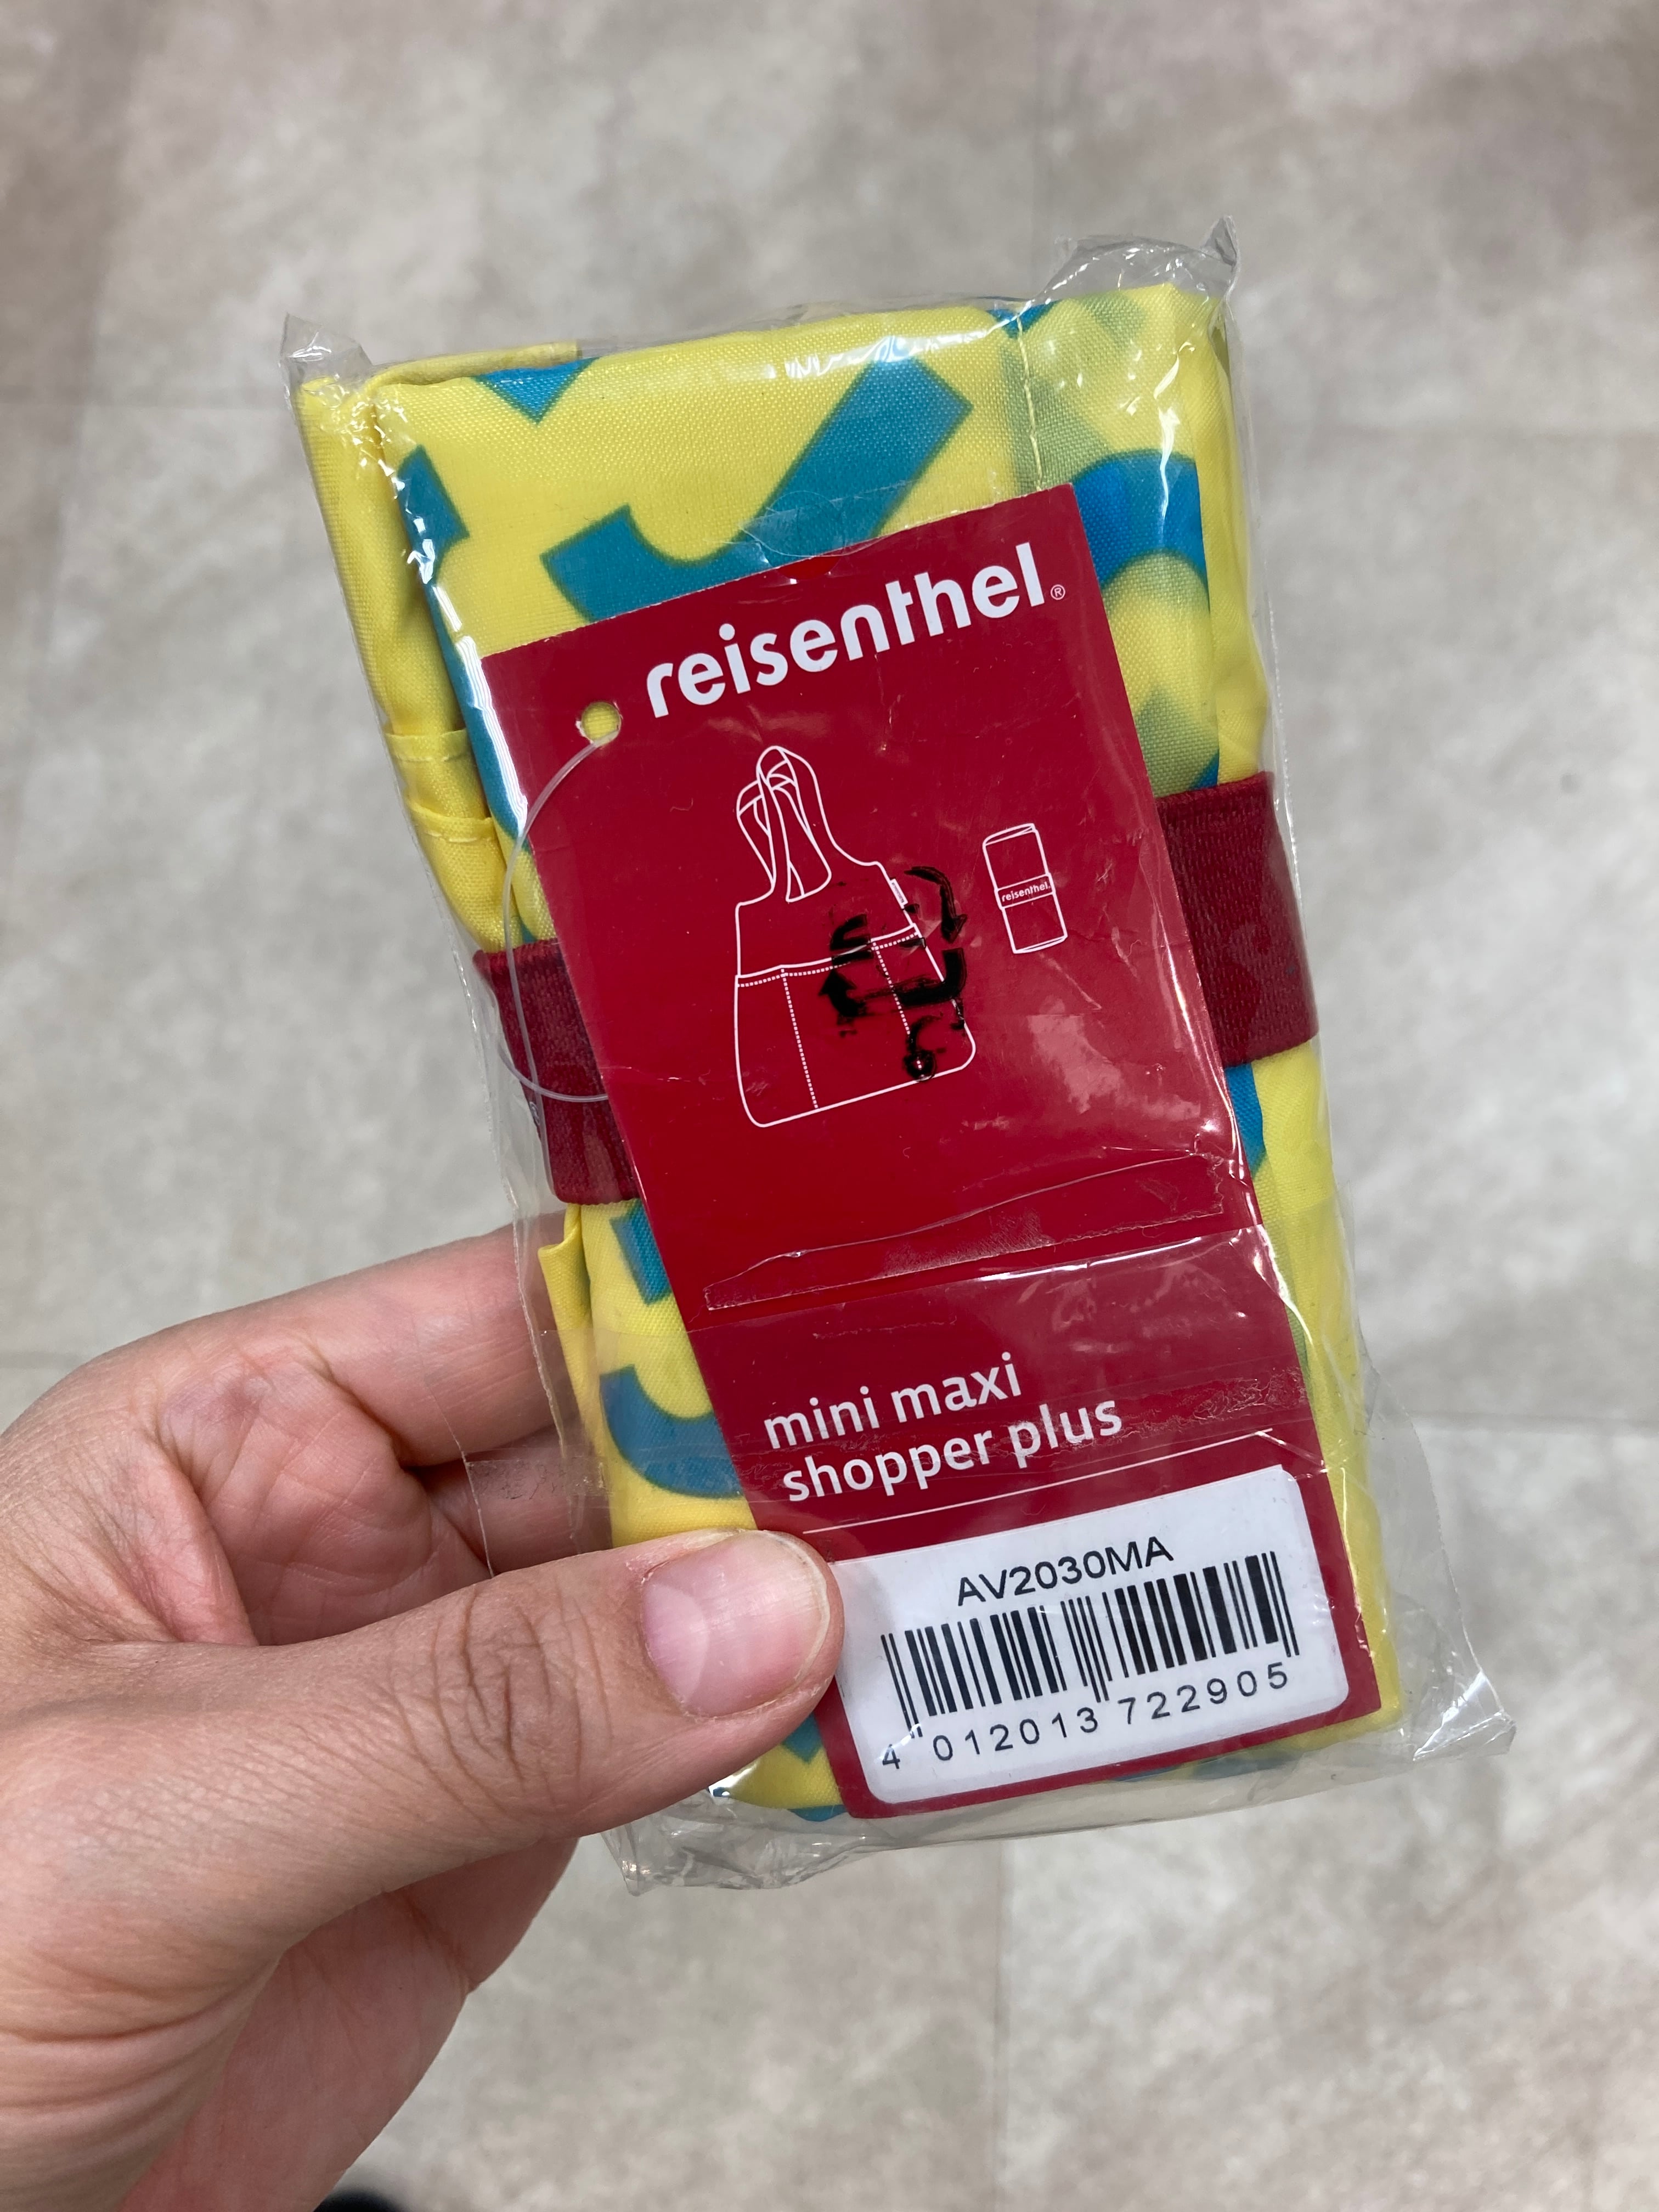 reisenthel®
reisenthel.
mini maxi
shopper plus
AV2030MA
4 012013 722905